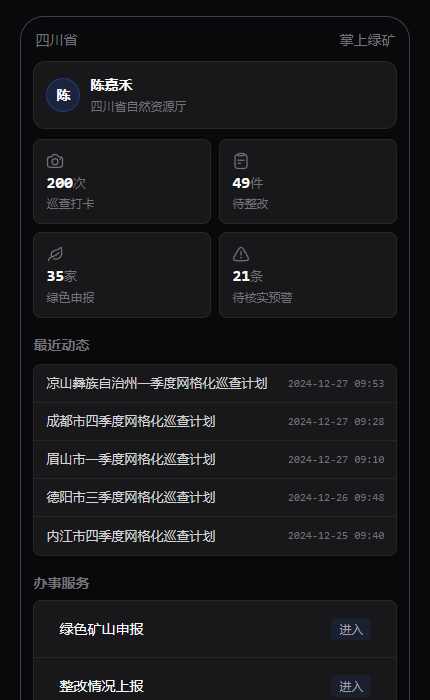 四川省 掌上绿矿
陈 陈嘉禾
四川省自然资源厅
200次 49件
巡查打卡 待整改
35家 21条
绿色申报 待核实预警
最近动态
凉山彝族自治州一季度网格化巡查计划 2024-12-27 09:53
成都市四季度网格化巡查计划 2024-12-27 09:28
眉山市一季度网格化巡查计划 2024-12-27 09:10
德阳市三季度网格化巡查计划 2024-12-26 09:48
内江市四季度网格化巡查计划 2024-12-25 09:40
办事服务
绿色矿山申报 进入
整改情况上报 进入